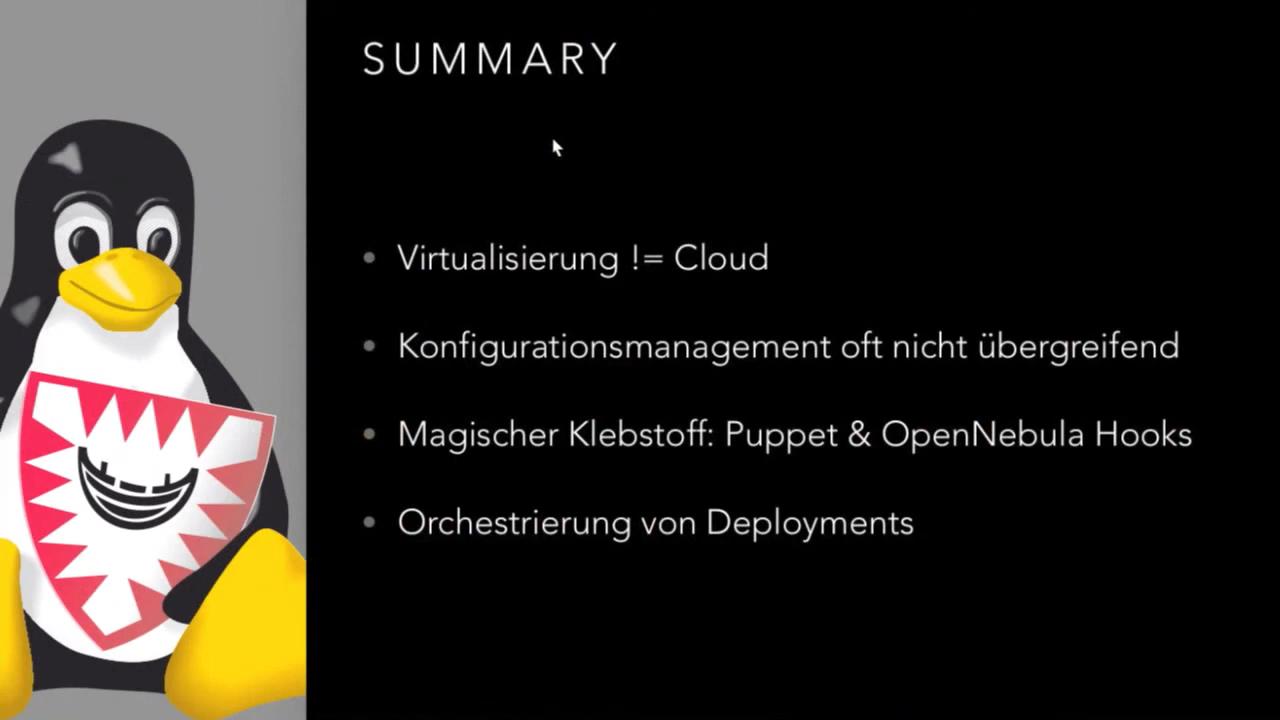 SUMMARY
• Virtualisierung != Cloud
• Konfigurationsmanagement oft nicht übergreifend
• Magischer Klebstoff: Puppet & OpenNebula Hooks
• Orchestrierung von Deployments